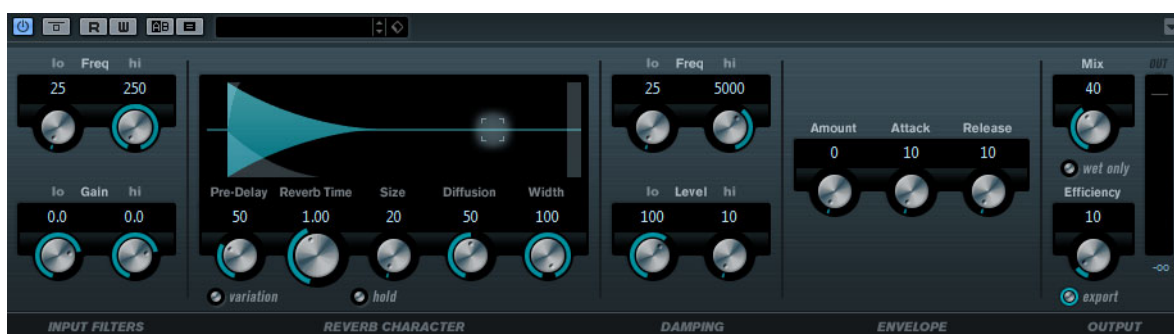 R W AB
lo Freq hi
25 250
lo Gain hi
0.0 0.0
INPUT FILTERS
Pre-Delay Reverb Time Size Diffusion Width
50 1.00 20 50 100
variation hold
REVERB CHARACTER
lo Freq hi
25 5000
lo Level hi
100 10
DAMPING
Amount Attack Release
0 10 10
ENVELOPE
Mix OUT
40
wet only
Efficiency
10
-∞
export
OUTPUT